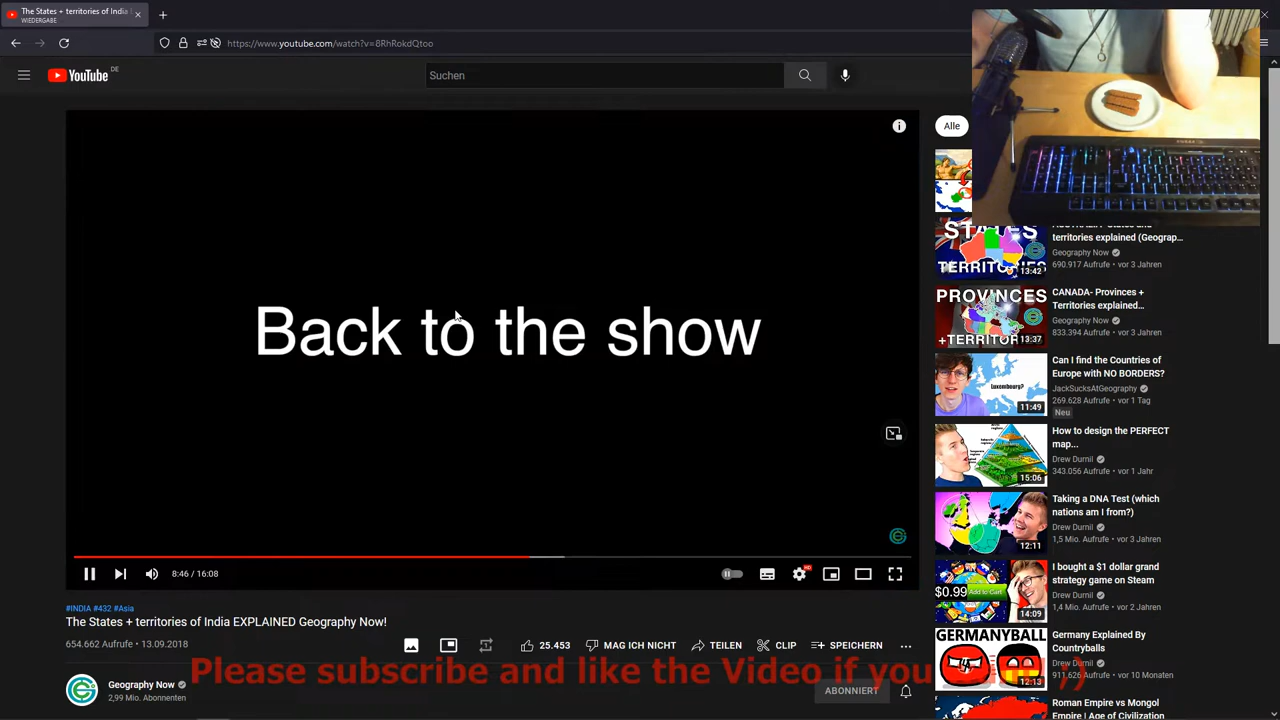 The States + territories of India
WIEDERGABE
https://www.youtube.com/watch?v=8RhRokdQtoo
YouTube DE
Suchen
Back to the show
8:46 / 16:08
HD
#INDIA #432 #Asia
The States + territories of India EXPLAINED Geography Now!
654.662 Aufrufe • 13.09.2018
25.453
MAG ICH NICHT
TEILEN
CLIP
SPEICHERN
Please subscribe and like the Video if you
;)
Geography Now
2,99 Mio. Abonnenten
ABONNIERT
Alle
STATES
TERRITORIES
13:42
territories explained (Geograp...
Geography Now
690.917 Aufrufe • vor 3 Jahren
PROVINCES
+TERRITOR
13:37
CANADA- Provinces +
Territories explained...
Geography Now
833.394 Aufrufe • vor 3 Jahren
Luxembourg?
11:49
Can I find the Countries of
Europe with NO BORDERS?
JackSucksAtGeography
269.628 Aufrufe • vor 1 Tag
Neu
15:06
How to design the PERFECT
map...
Drew Durnil
343.056 Aufrufe • vor 1 Jahr
12:11
Taking a DNA Test (which
nations am I from?)
Drew Durnil
1,5 Mio. Aufrufe • vor 3 Jahren
$0.99 Add to Cart
14:09
I bought a $1 dollar grand
strategy game on Steam
Drew Durnil
1,4 Mio. Aufrufe • vor 2 Jahren
GERMANYBALL
12:13
Germany Explained By
Countryballs
Drew Durnil
911.626 Aufrufe • vor 10 Monaten
Roman Empire vs Mongol
Empire | Age of Civilization